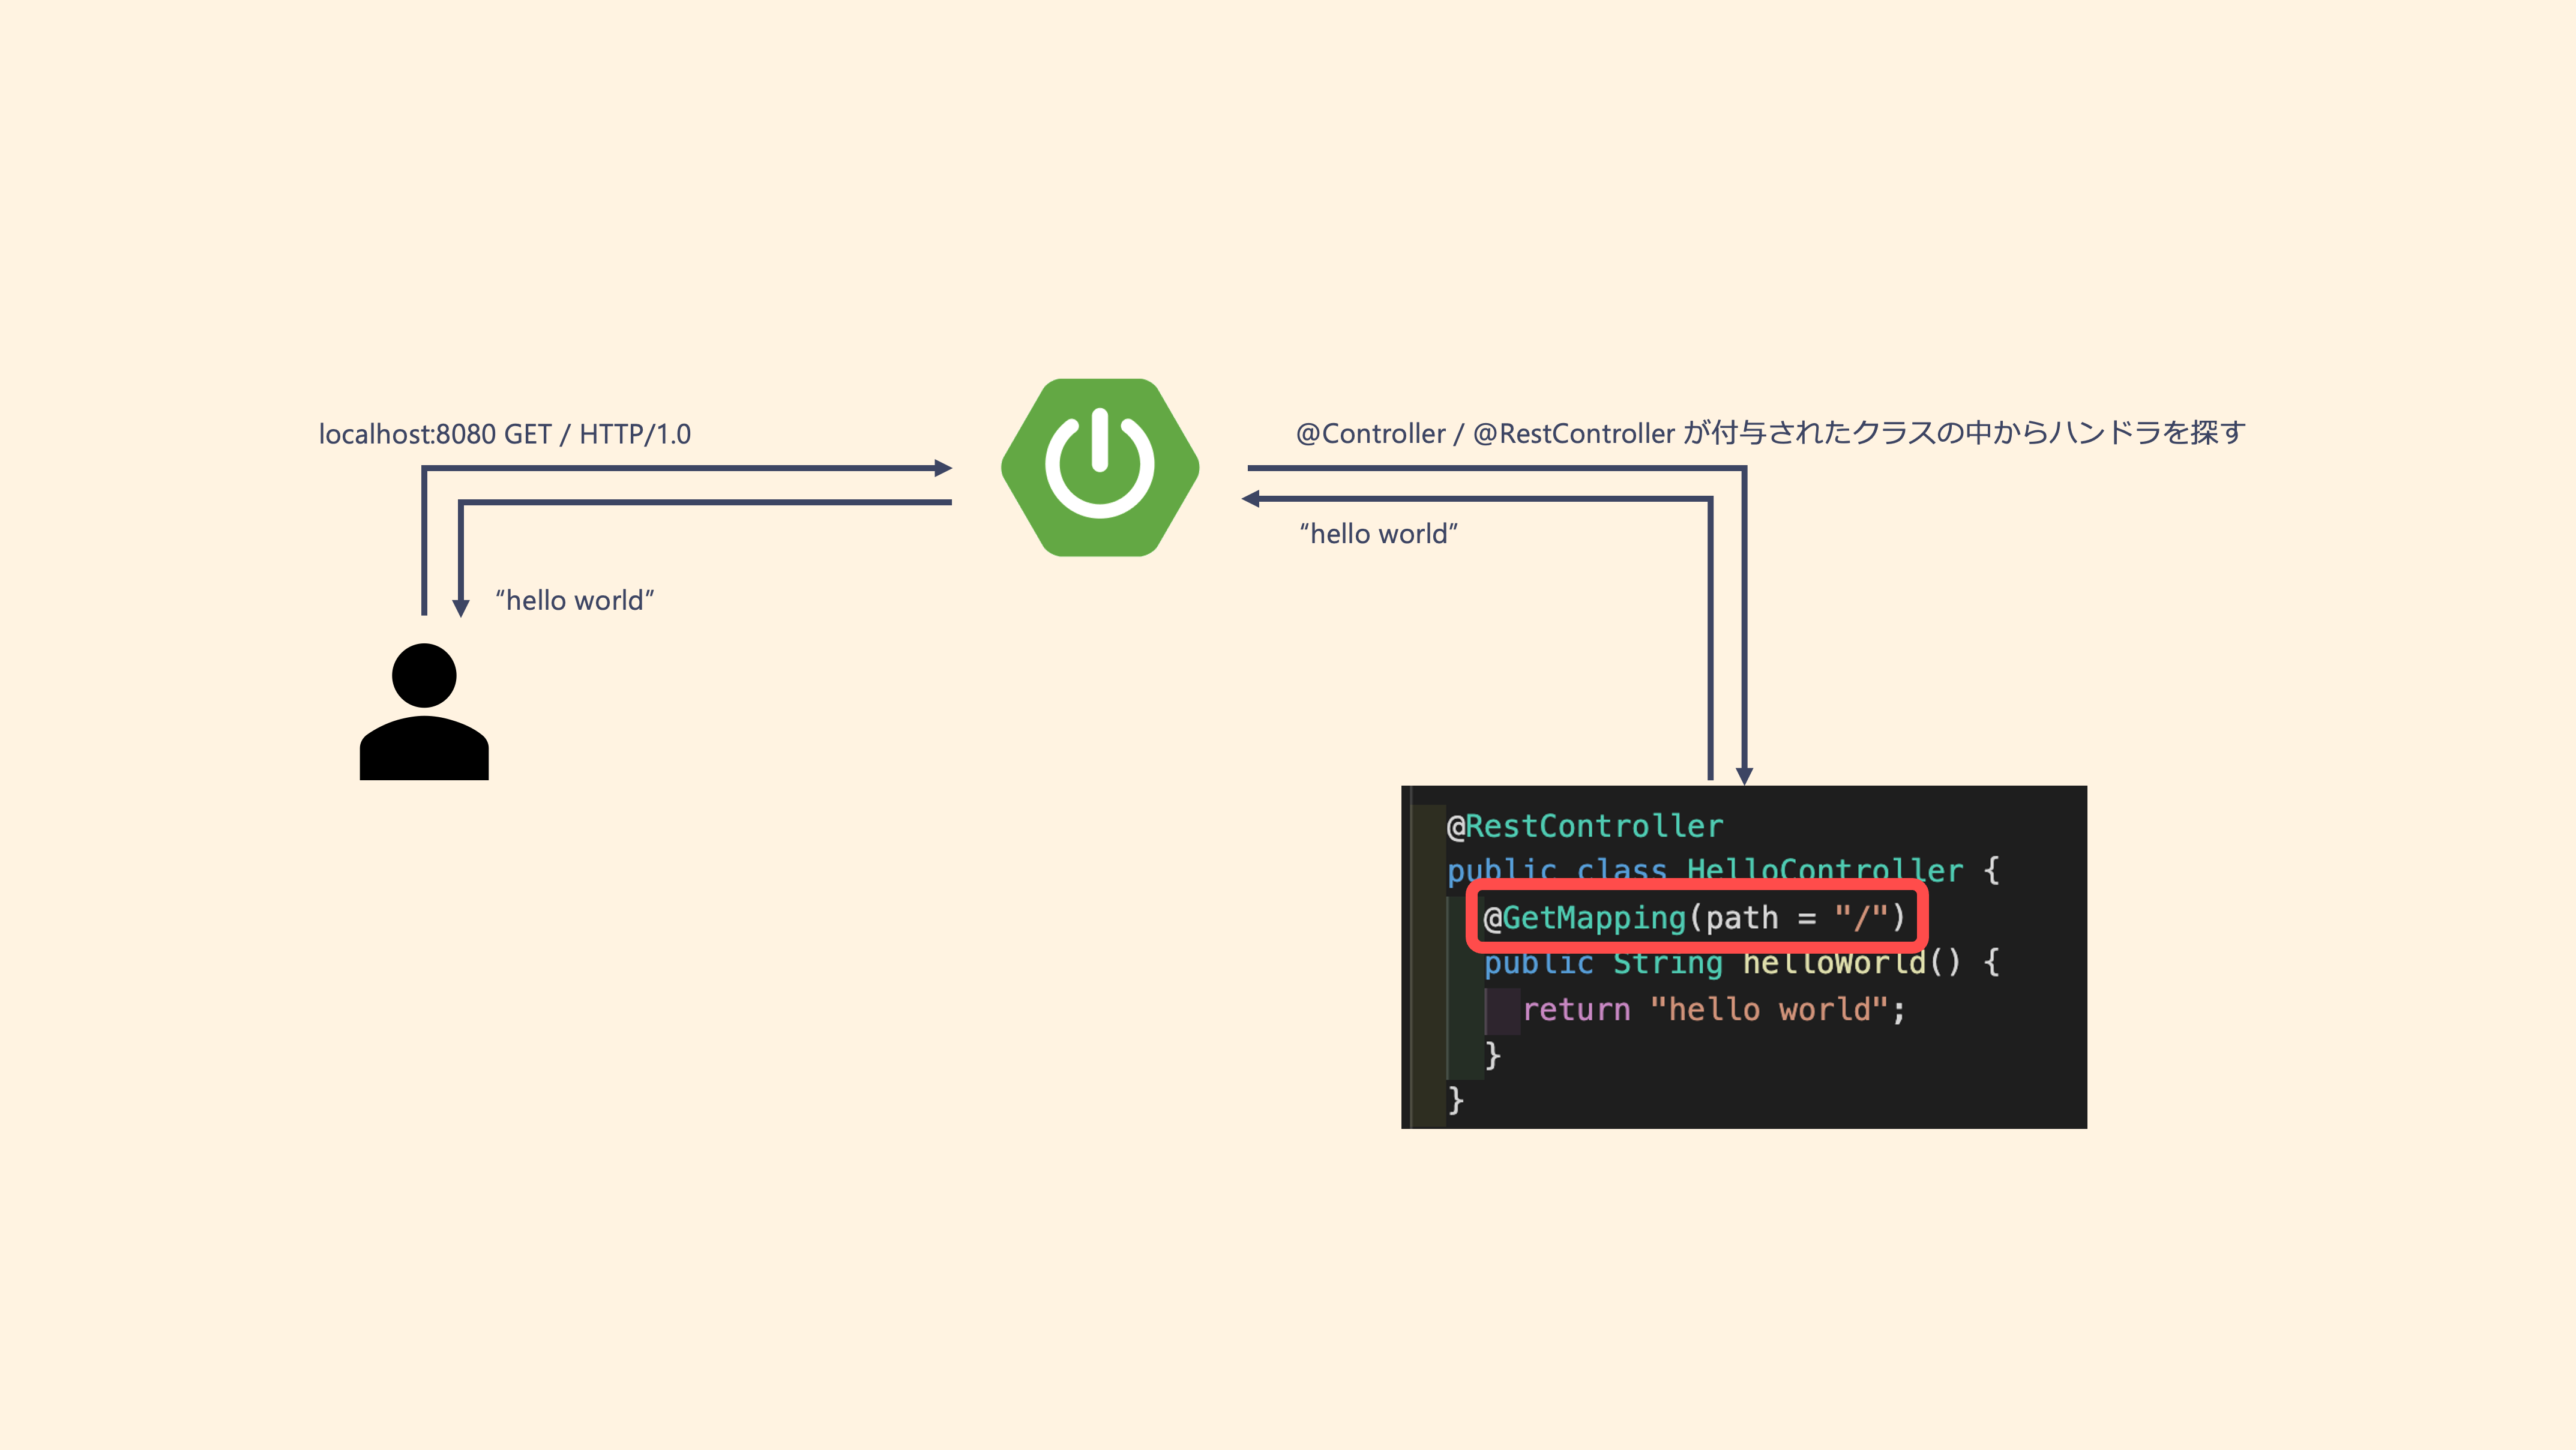 localhost:8080 GET / HTTP/1.0
@Controller / @RestController が付与されたクラスの中からハンドラを探す
“hello world”
“hello world”
@RestController
public class HelloController {
@GetMapping(path = "/")
public String helloWorld() {
return "hello world";
}
}